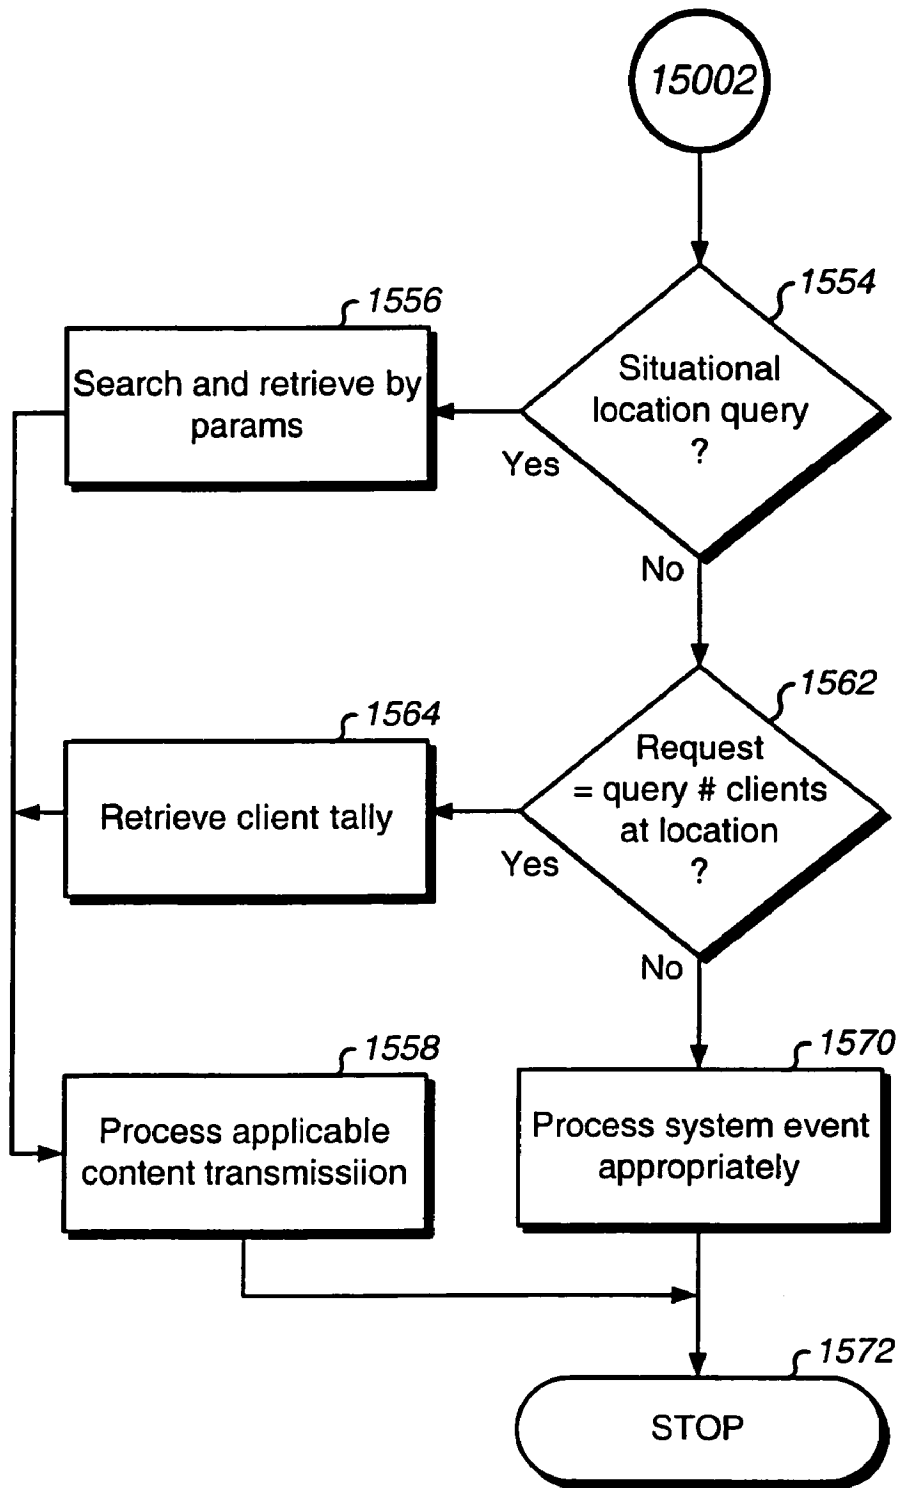 15002
1554
Situational
location query
?
Yes
No
1556
Search and retrieve by
params
1562
Request
= query # clients
at location
?
Yes
No
1564
Retrieve client tally
1558
Process applicable
content transmissiion
1570
Process system event
appropriately
1572
STOP